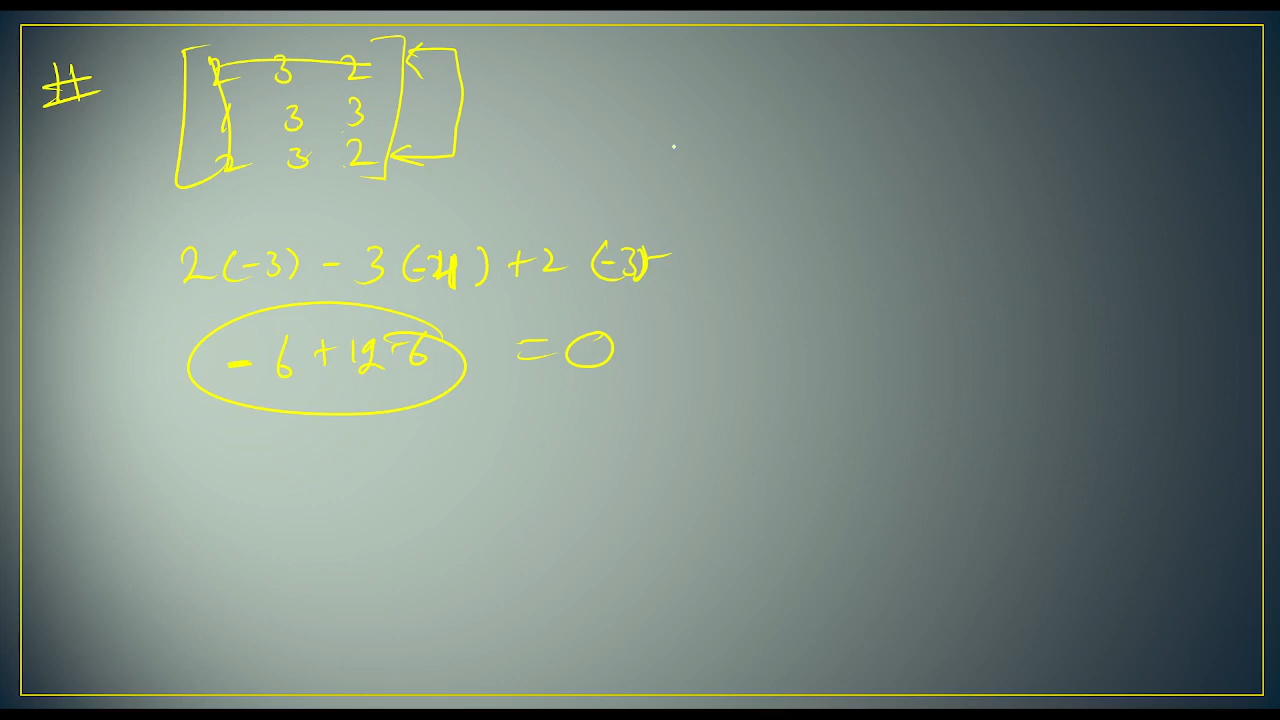 #
2 3 2
1 3 3
2 3 2
2 (-3) - 3 (-4) + 2 (-3)
- 6 + 12 - 6 = 0